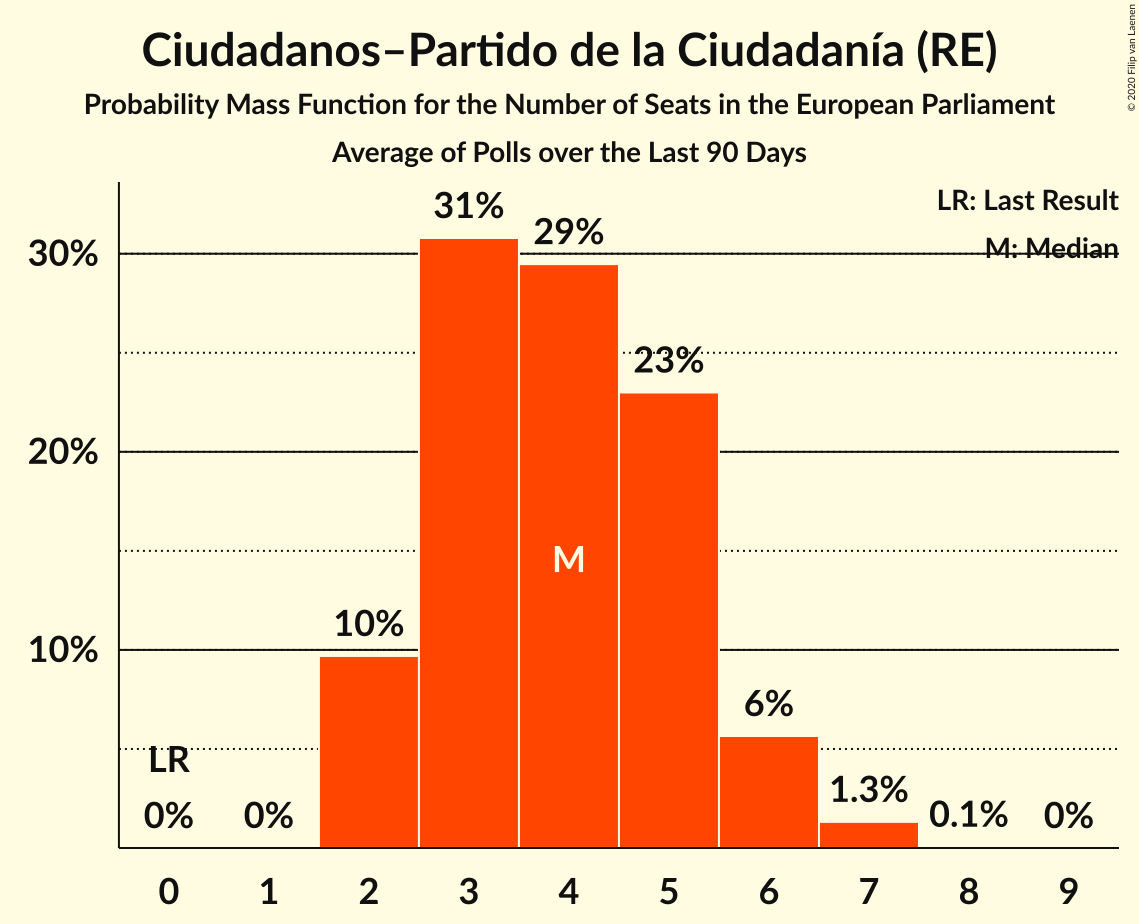 Ciudadanos–Partido de la Ciudadanía (RE)
Probability Mass Function for the Number of Seats in the European Parliament
Average of Polls over the Last 90 Days
© 2020 Filip van Laenen
LR: Last Result
M: Median
30%
20%
10%
LR
0%
0%
10%
31%
29%
23%
6%
1.3%
0.1%
0%
M
0 1 2 3 4 5 6 7 8 9